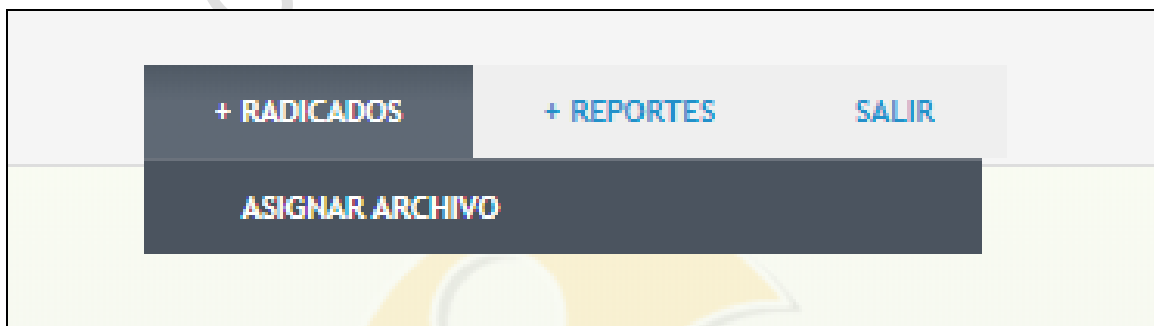 + RADICADOS + REPORTES SALIR
ASIGNAR ARCHIVO